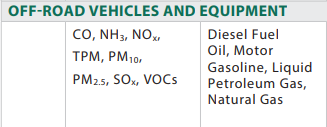 OFF-ROAD VEHICLES AND EQUIPMENT
CO, NH₃, NOₓ,
TPM, PM₁₀,
PM₂.₅, SOₓ, VOCs
Diesel Fuel
Oil, Motor
Gasoline, Liquid
Petroleum Gas,
Natural Gas